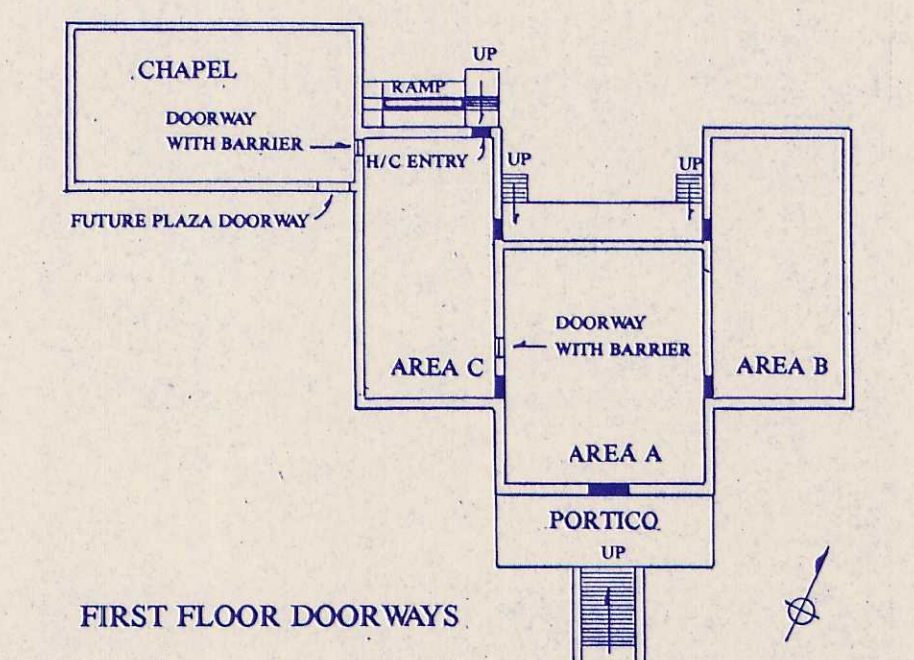 CHAPEL
UP
RAMP
DOORWAY
WITH BARRIER
H/C ENTRY
UP
UP
FUTURE PLAZA DOORWAY
DOORWAY
WITH BARRIER
AREA C
AREA B
AREA A
PORTICO
UP
FIRST FLOOR DOORWAYS